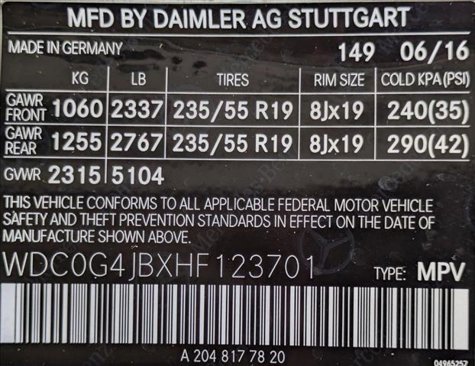 MFD BY DAIMLER AG STUTTGART
MADE IN GERMANY 149 06/16
KG LB TIRES RIM SIZE COLD KPA(PSI)
GAWR FRONT 1060 2337 235/55 R19 8Jx19 240(35)
GAWR REAR 1255 2767 235/55 R19 8Jx19 290(42)
GVWR 2315 5104
THIS VEHICLE CONFORMS TO ALL APPLICABLE FEDERAL MOTOR VEHICLE
SAFETY AND THEFT PREVENTION STANDARDS IN EFFECT ON THE DATE OF
MANUFACTURE SHOWN ABOVE.
WDC0G4JBXHF123701 TYPE: MPV
A 204 817 78 20